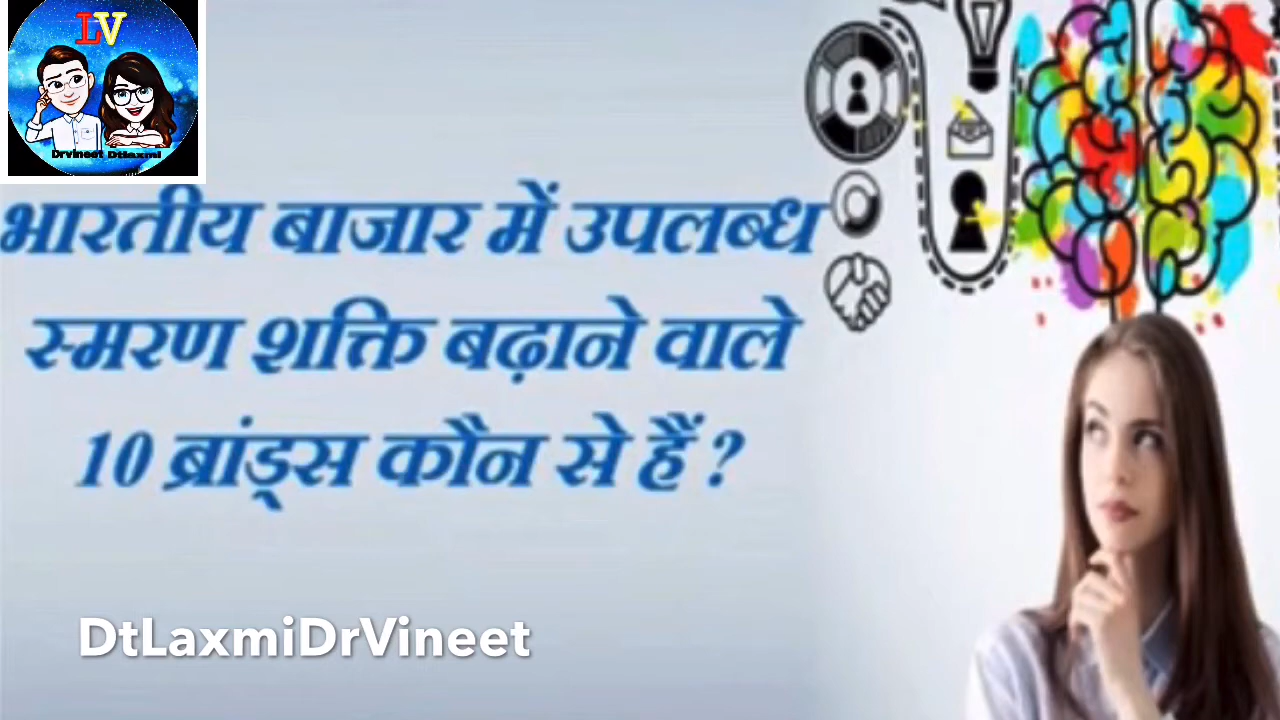 LV
Drvineet Dtlaxmi
भारतीय बाजार में उपलब्ध
स्मरण शक्ति बढ़ाने वाले
10 ब्रांड्स कौन से हैं ?
DtLaxmiDrVineet